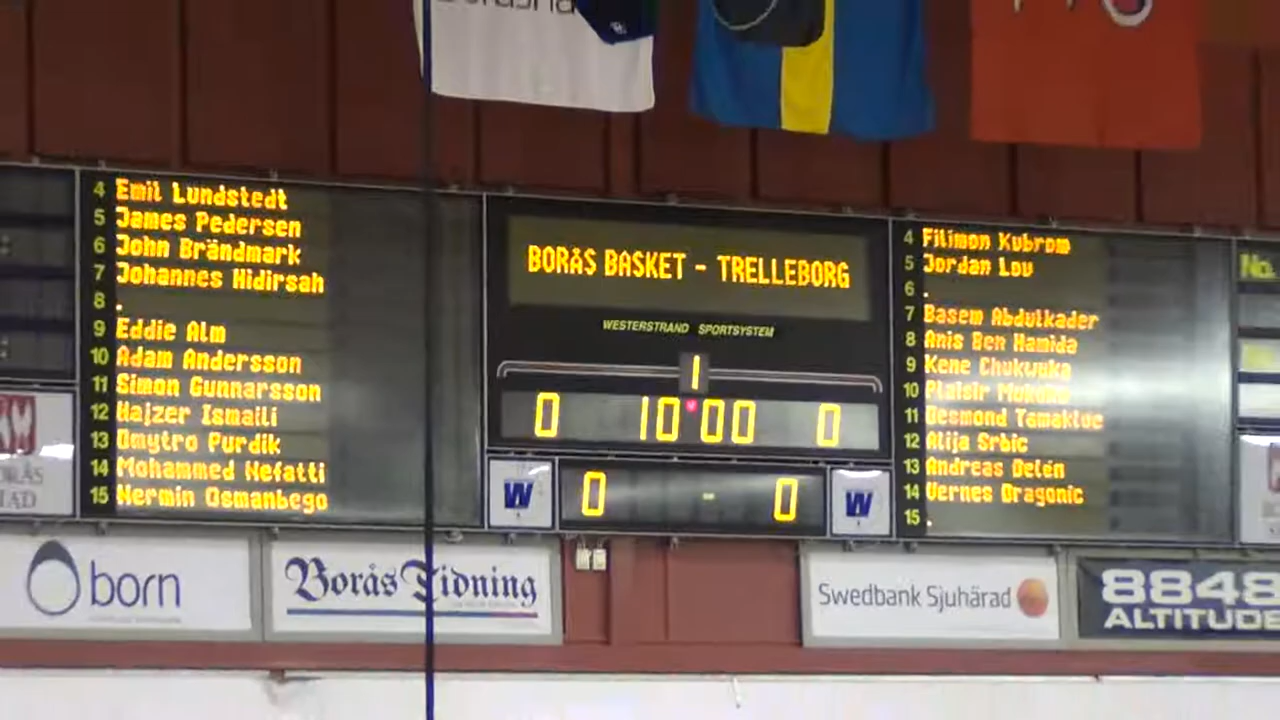 4 Emil Lundstedt
5 James Pedersen
6 John Brändmark
7 Johannes Hidirsah
8 .
9 Eddie Alm
10 Adam Andersson
11 Simon Gunnarsson
12 Hajzer Ismaili
13 Dmytro Purdik
14 Mohammed Nefatti
15 Nermin Osmanbego
BORÅS BASKET - TRELLEBORG
WESTERSTRAND SPORTSYSTEM
1
0 10:00 0
W 0 - 0 W
4 Filimon Kubrom
5 Jordan Lou
6 .
7 Basem Abdulkader
8 Anis Ben Hamida
9 Kene Chukwuka
10 Plaisir
11 Desmond Tamakloe
12 Alija Srbic
13 Andreas Delén
14 Vernes Dragonic
15 .
No.
born
Borås Tidning
Swedbank Sjuhärad
8848
ALTITUDE